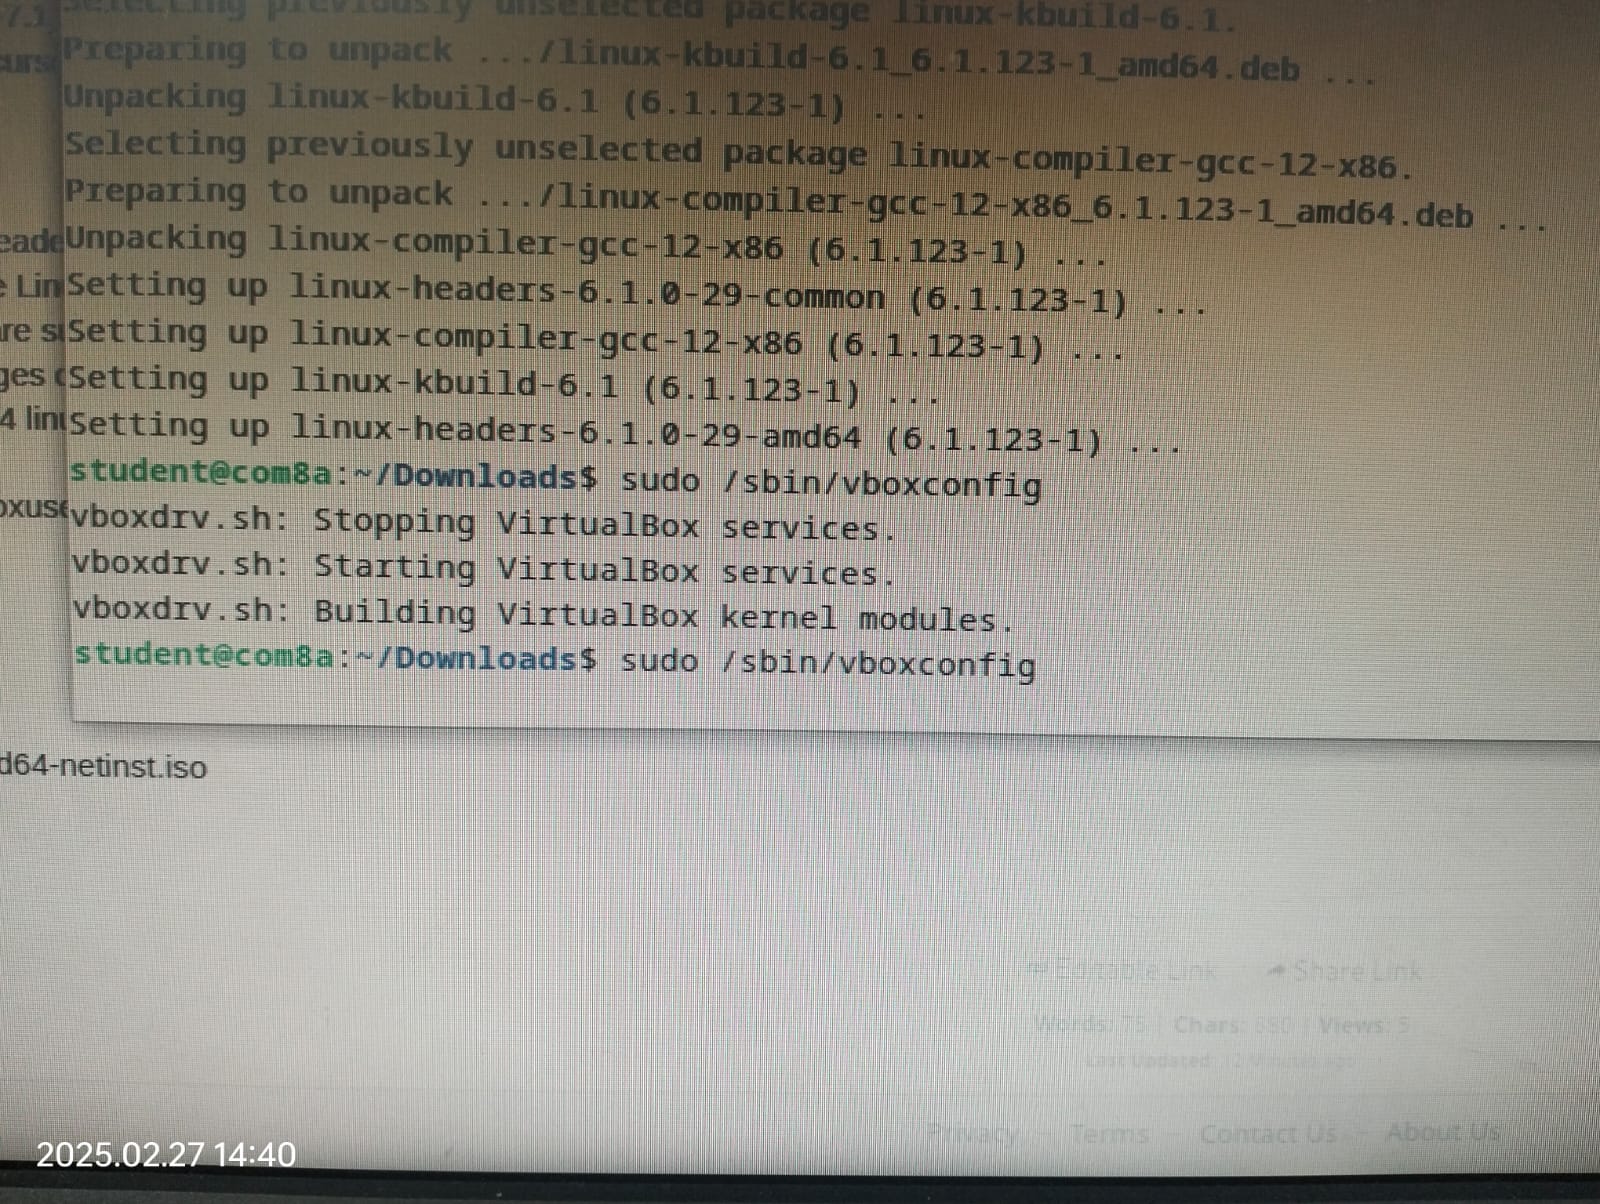 7.1
Selecting previously unselected package linux-kbuild-6.1.
Preparing to unpack .../linux-kbuild-6.1_6.1.123-1_amd64.deb ...
Unpacking linux-kbuild-6.1 (6.1.123-1) ...
Selecting previously unselected package linux-compiler-gcc-12-x86.
Preparing to unpack .../linux-compiler-gcc-12-x86_6.1.123-1_amd64.deb ...
Unpacking linux-compiler-gcc-12-x86 (6.1.123-1) ...
Lin
Setting up linux-headers-6.1.0-29-common (6.1.123-1) ...
Setting up linux-compiler-gcc-12-x86 (6.1.123-1) ...
Setting up linux-kbuild-6.1 (6.1.123-1) ...
Setting up linux-headers-6.1.0-29-amd64 (6.1.123-1) ...
student@com8a:~/Downloads$ sudo /sbin/vboxconfig
vboxdrv.sh: Stopping VirtualBox services.
vboxdrv.sh: Starting VirtualBox services.
vboxdrv.sh: Building VirtualBox kernel modules.
student@com8a:~/Downloads$ sudo /sbin/vboxconfig
d64-netinst.iso
Editable Link Share Link
Words: 75 | Chars: | Views: 5
Last Updated:
Privacy - Terms - Contact Us - About Us
2025.02.27 14:40